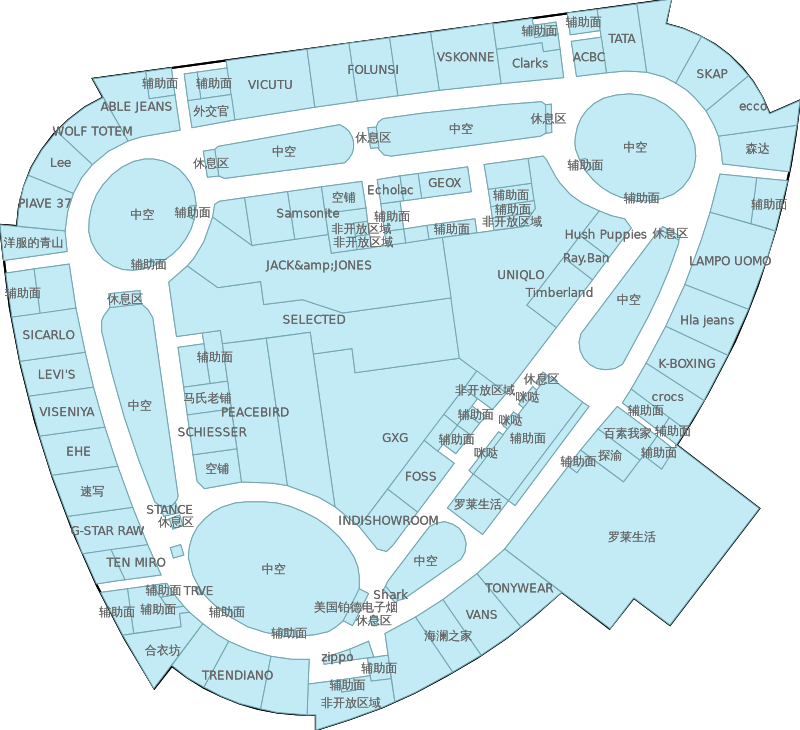 辅助面
辅助面
TATA
VSKONNE
Clarks
ACBC
FOLUNSI
VICUTU
辅助面
辅助面
SKAP
ABLE JEANS
外交官
ecco
WOLF TOTEM
休息区
中空
休息区
中空
中空
森达
Lee
休息区
辅助面
Echolac
GEOX
空铺
辅助面
辅助面
PIAVE 37
中空
辅助面
Samsonite
辅助面
辅助面
辅助面
非开放区域
非开放区域
辅助面
Hush Puppies
休息区
洋服的青山
非开放区域
辅助面
JACK&amp;JONES
Ray.Ban
LAMPO UOMO
UNIQLO
辅助面
休息区
Timberland
中空
SELECTED
Hla jeans
SICARLO
辅助面
K-BOXING
LEVI'S
休息区
非开放区域
马氏老铺
咪哒
crocs
中空
VISENIYA
PEACEBIRD
辅助面
辅助面
咪哒
SCHIESSER
GXG
辅助面
辅助面
百素我家
辅助面
EHE
咪哒
探渝
辅助面
空铺
辅助面
FOSS
速写
罗莱生活
STANCE
休息区
INDISHOWROOM
G-STAR RAW
罗莱生活
TEN MIRO
中空
中空
辅助面
TRVE
TONYWEAR
Shark
辅助面
辅助面
辅助面
美国铂德电子烟
VANS
休息区
辅助面
海澜之家
合衣坊
zippo
辅助面
TRENDIANO
辅助面
非开放区域